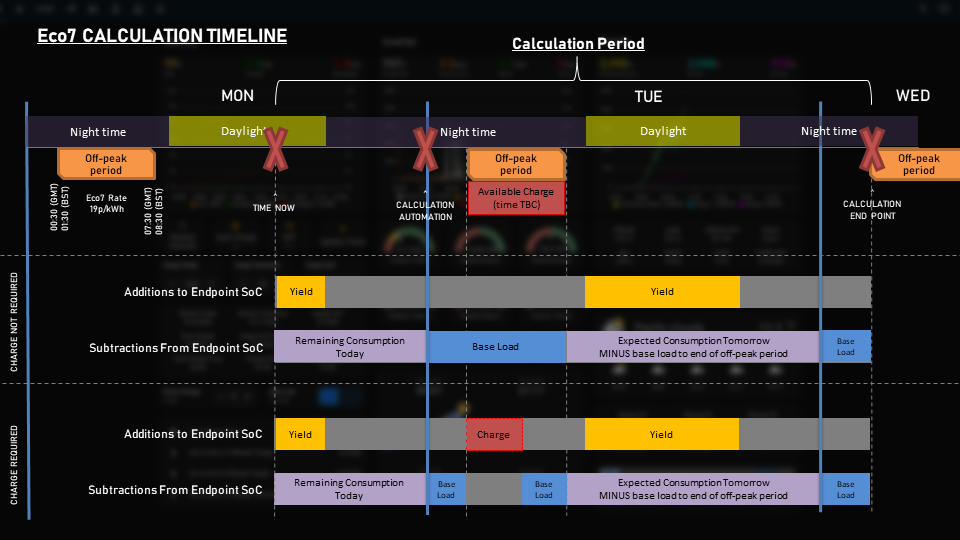 Eco7 CALCULATION TIMELINE
Calculation Period
MON
TUE
WED
Night time
Daylight
Night time
Daylight
Night time
Off-peak
period
Off-peak
period
Off-peak
period
00:30 (GMT)
01:30 (BST)
Eco7 Rate
19p/kWh
07:30 (GMT)
08:30 (BST)
Available Charge
(time TBC)
TIME NOW
CALCULATION
AUTOMATION
CALCULATION
END POINT
CHARGE NOT REQUIRED
Additions to Endpoint SoC
Yield
Yield
Subtractions From Endpoint SoC
Remaining Consumption
Today
Base Load
Expected Consumption Tomorrow
MINUS base load to end of off-peak period
Base
Load
CHARGE REQUIRED
Additions to Endpoint SoC
Yield
Charge
Yield
Subtractions From Endpoint SoC
Remaining Consumption
Today
Base
Load
Base
Load
Expected Consumption Tomorrow
MINUS base load to end of off-peak period
Base
Load